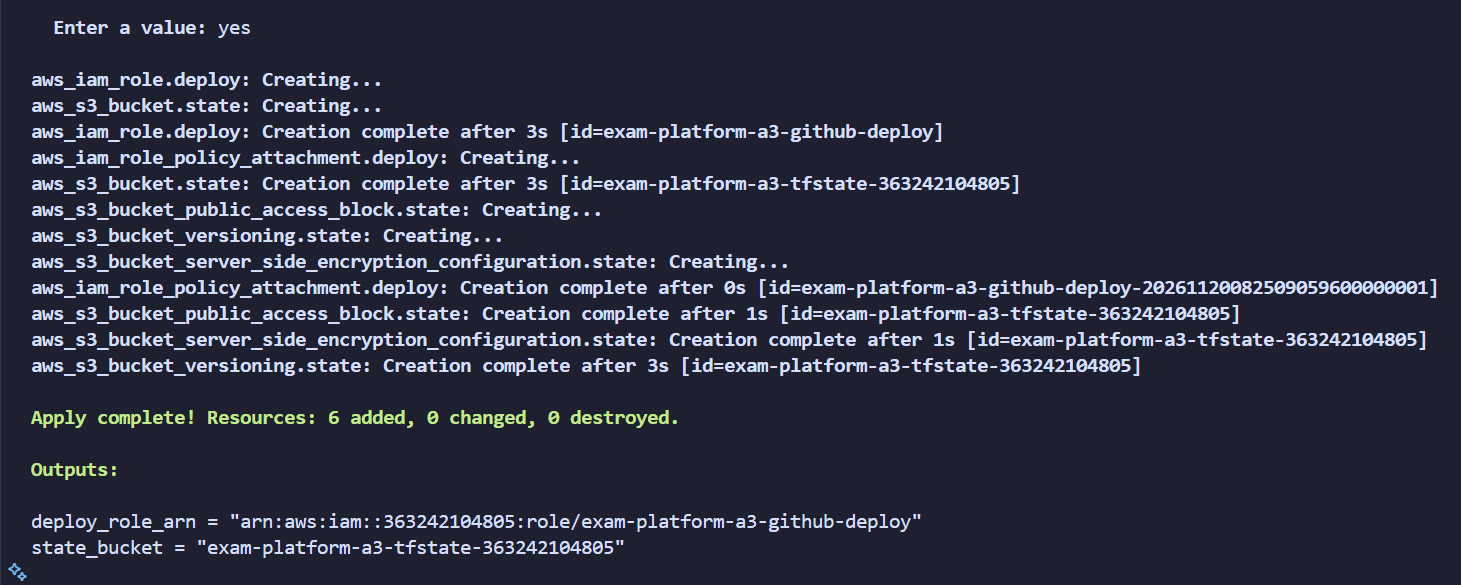 Enter a value: yes
aws_iam_role.deploy: Creating...
aws_s3_bucket.state: Creating...
aws_iam_role.deploy: Creation complete after 3s [id=exam-platform-a3-github-deploy]
aws_iam_role_policy_attachment.deploy: Creating...
aws_s3_bucket.state: Creation complete after 3s [id=exam-platform-a3-tfstate-363242104805]
aws_s3_bucket_public_access_block.state: Creating...
aws_s3_bucket_versioning.state: Creating...
aws_s3_bucket_server_side_encryption_configuration.state: Creating...
aws_iam_role_policy_attachment.deploy: Creation complete after 0s [id=exam-platform-a3-github-deploy-20261120082509059600000001]
aws_s3_bucket_public_access_block.state: Creation complete after 1s [id=exam-platform-a3-tfstate-363242104805]
aws_s3_bucket_server_side_encryption_configuration.state: Creation complete after 1s [id=exam-platform-a3-tfstate-363242104805]
aws_s3_bucket_versioning.state: Creation complete after 3s [id=exam-platform-a3-tfstate-363242104805]
Apply complete! Resources: 6 added, 0 changed, 0 destroyed.
Outputs:
deploy_role_arn = "arn:aws:iam::363242104805:role/exam-platform-a3-github-deploy"
state_bucket = "exam-platform-a3-tfstate-363242104805"